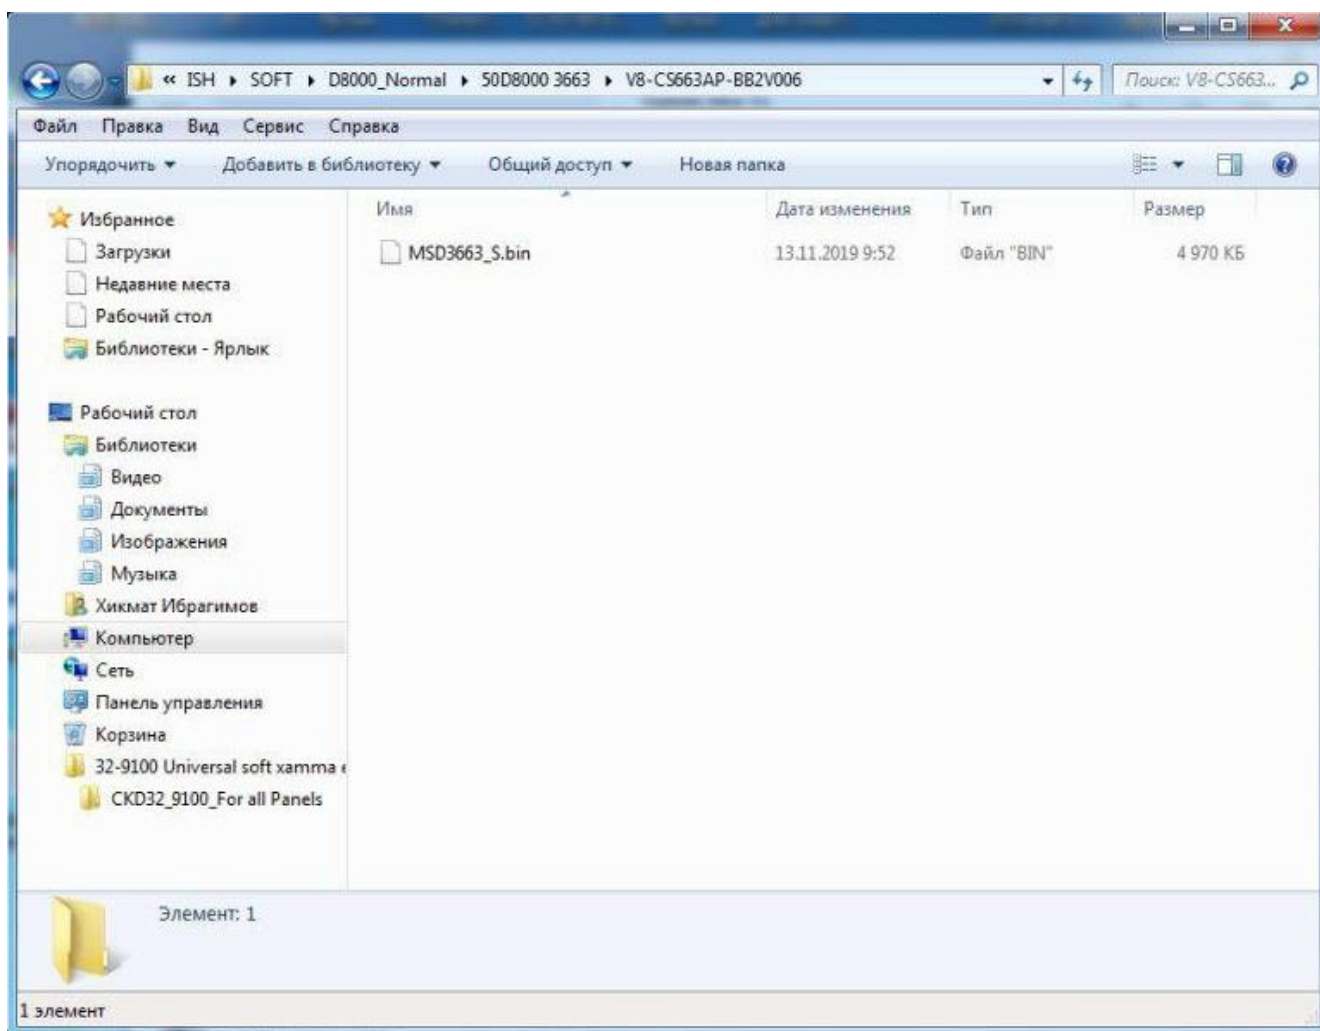 « ISH ▸ SOFT ▸ D8000_Normal ▸ 50D8000 3663 ▸ V8-CS663AP-BB2V006 Поиск: V8-CS663...
Файл Правка Вид Сервис Справка
Упорядочить Добавить в библиотеку Общий доступ Новая папка
Имя Дата изменения Тип Размер
MSD3663_S.bin 13.11.2019 9:52 Файл "BIN" 4 970 КБ
Избранное
Загрузки
Недавние места
Рабочий стол
Библиотеки - Ярлык
Рабочий стол
Библиотеки
Видео
Документы
Изображения
Музыка
Хикмат Ибрагимов
Компьютер
Сеть
Панель управления
Корзина
32-9100 Universal soft xamma e
CKD32_9100_For all Panels
Элемент: 1
1 элемент